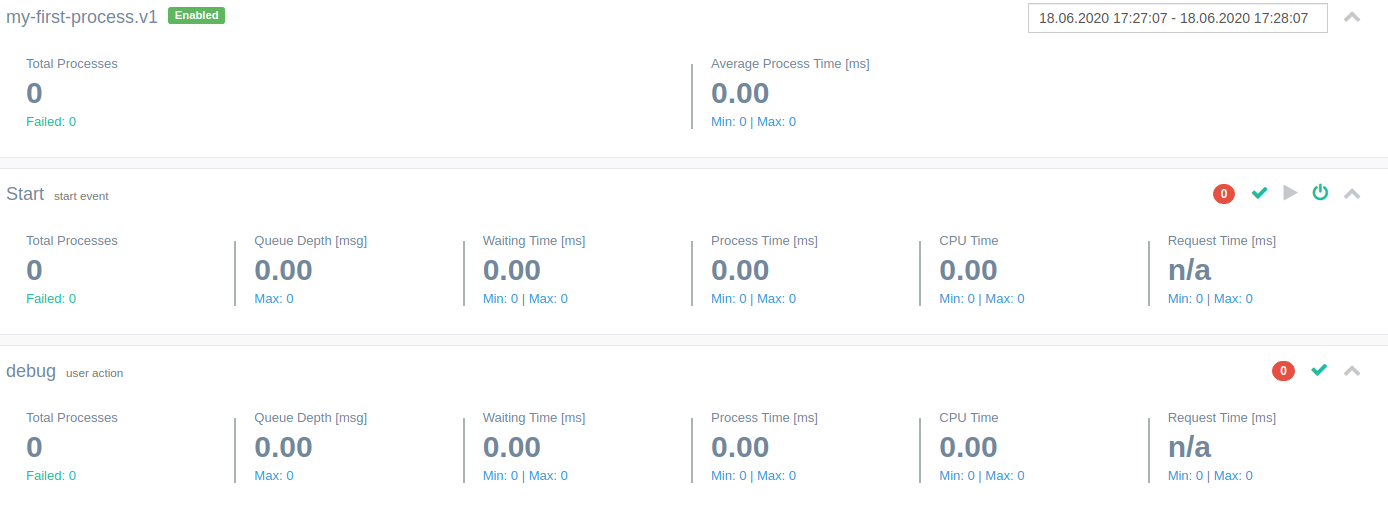 my-first-process.v1 Enabled 18.06.2020 17:27:07 - 18.06.2020 17:28:07
Total Processes Average Process Time [ms]
0 0.00
Failed: 0 Min: 0 | Max: 0
Start start event 0
Total Processes Queue Depth [msg] Waiting Time [ms] Process Time [ms] CPU Time Request Time [ms]
0 0.00 0.00 0.00 0.00 n/a
Failed: 0 Max: 0 Min: 0 | Max: 0 Min: 0 | Max: 0 Min: 0 | Max: 0 Min: 0 | Max: 0
debug user action 0
Total Processes Queue Depth [msg] Waiting Time [ms] Process Time [ms] CPU Time Request Time [ms]
0 0.00 0.00 0.00 0.00 n/a
Failed: 0 Max: 0 Min: 0 | Max: 0 Min: 0 | Max: 0 Min: 0 | Max: 0 Min: 0 | Max: 0